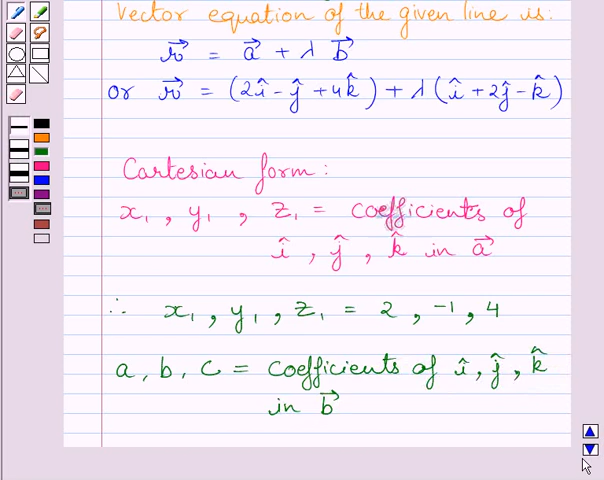 Vector equation of the given line is:
r⃗ = a⃗ + λ b⃗
or r⃗ = (2î - ĵ + 4k̂) + λ (î + 2ĵ - k̂)
Cartesian form:
x₁, y₁, z₁ = coefficients of
î, ĵ, k̂ in a⃗
∴ x₁, y₁, z₁ = 2, -1, 4
a, b, c = coefficients of î, ĵ, k̂
in b⃗